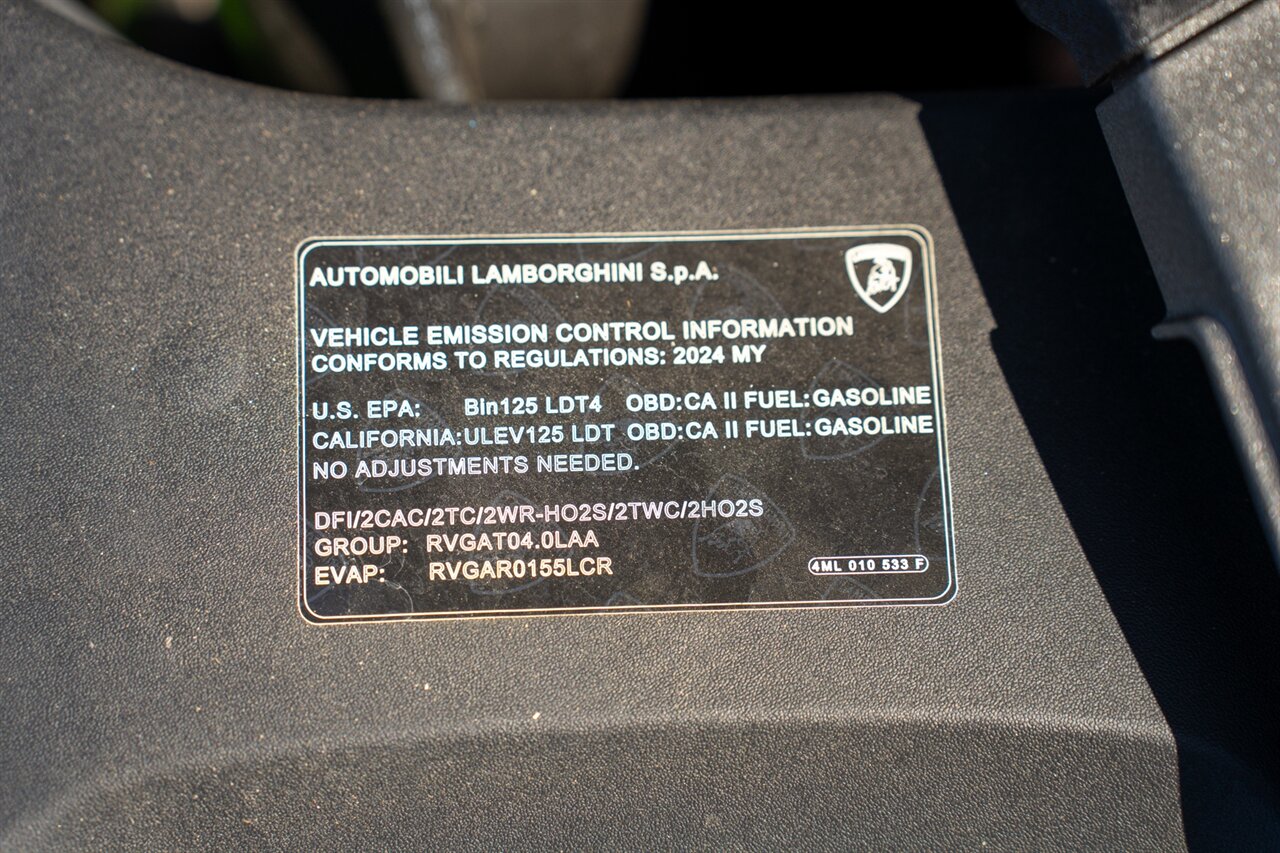 AUTOMOBILI LAMBORGHINI S.p.A.
VEHICLE EMISSION CONTROL INFORMATION
CONFORMS TO REGULATIONS: 2024 MY
U.S. EPA: Bin125 LDT4 OBD:CA II FUEL:GASOLINE
CALIFORNIA:ULEV125 LDT OBD:CA II FUEL:GASOLINE
NO ADJUSTMENTS NEEDED.
DFI/2CAC/2TC/2WR-HO2S/2TWC/2HO2S
GROUP: RVGAT04.0LAA
EVAP: RVGAR0155LCR
4ML 010 533 F